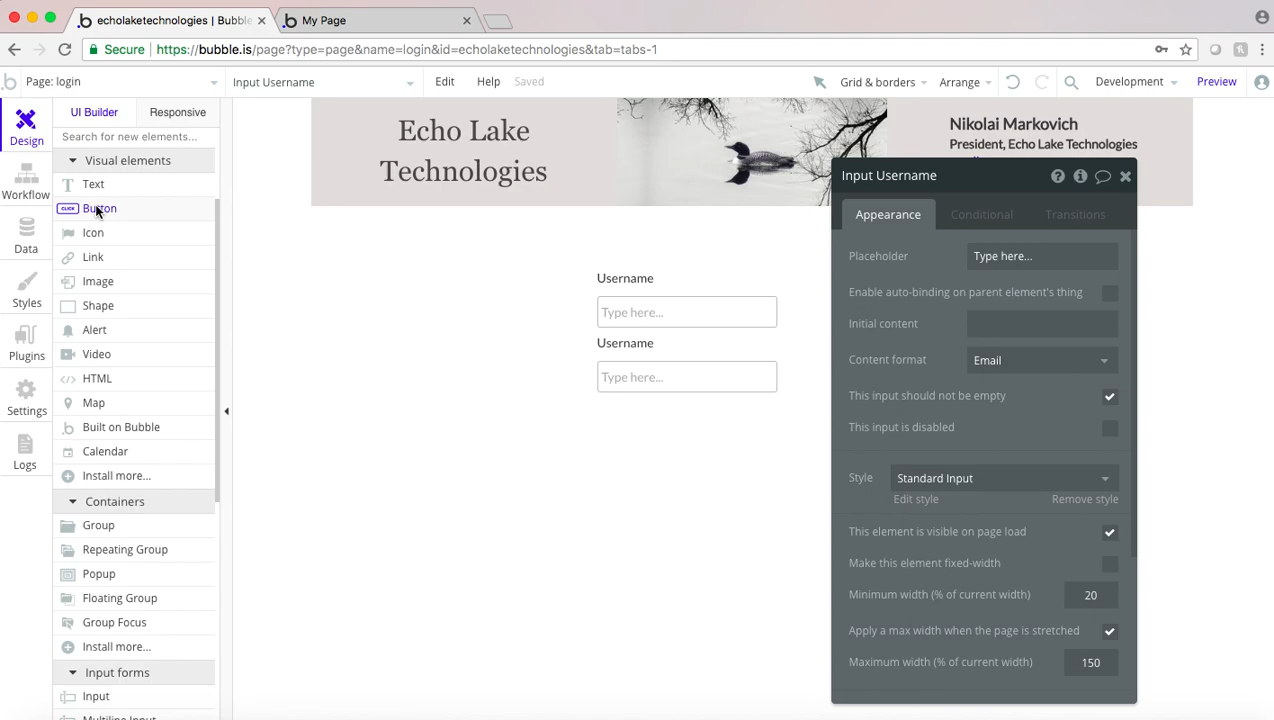 echolaketechnologies | Bubble
My Page
Secure
https://bubble.is/page?type=page&name=login&id=echolaketechnologies&tab=tabs-1
Page: login
Input Username
Edit
Help
Saved
Grid & borders
Arrange
Development
Preview
Design
Workflow
Data
Styles
Plugins
Settings
Logs
UI Builder
Responsive
Search for new elements...
Visual elements
Text
CLICK
Button
Icon
Link
Image
Shape
Alert
Video
HTML
Map
Built on Bubble
Calendar
Install more...
Containers
Group
Repeating Group
Popup
Floating Group
Group Focus
Install more...
Input forms
Input
Multiline Input
Echo Lake
Technologies
Nikolai Markovich
President, Echo Lake Technologies
Username
Type here...
Username
Type here...
Input Username
Appearance
Conditional
Transitions
Placeholder
Type here...
Enable auto-binding on parent element's thing
Initial content
Content format
Email
This input should not be empty
This input is disabled
Style
Standard Input
Edit style
Remove style
This element is visible on page load
Make this element fixed-width
Minimum width (% of current width)
20
Apply a max width when the page is stretched
Maximum width (% of current width)
150